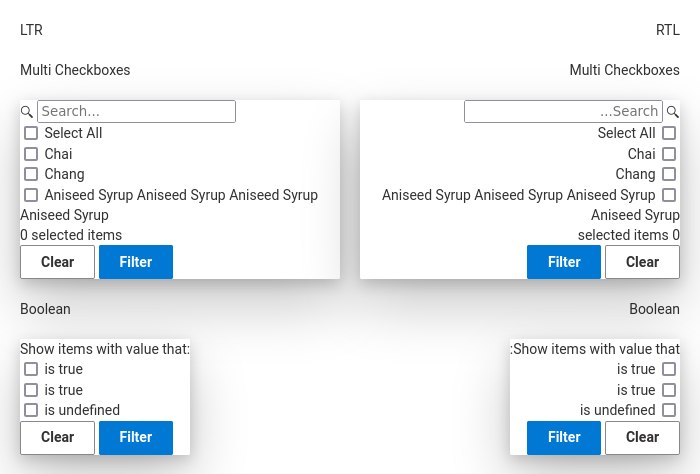 LTR
Multi Checkboxes
Search...
Select All
Chai
Chang
Aniseed Syrup Aniseed Syrup Aniseed Syrup
Aniseed Syrup
0 selected items
Clear Filter
Boolean
Show items with value that:
is true
is true
is undefined
Clear Filter
RTL
Multi Checkboxes
...Search
Select All
Chai
Chang
Aniseed Syrup Aniseed Syrup Aniseed Syrup
Aniseed Syrup
selected items 0
Filter Clear
Boolean
:Show items with value that
is true
is true
is undefined
Filter Clear